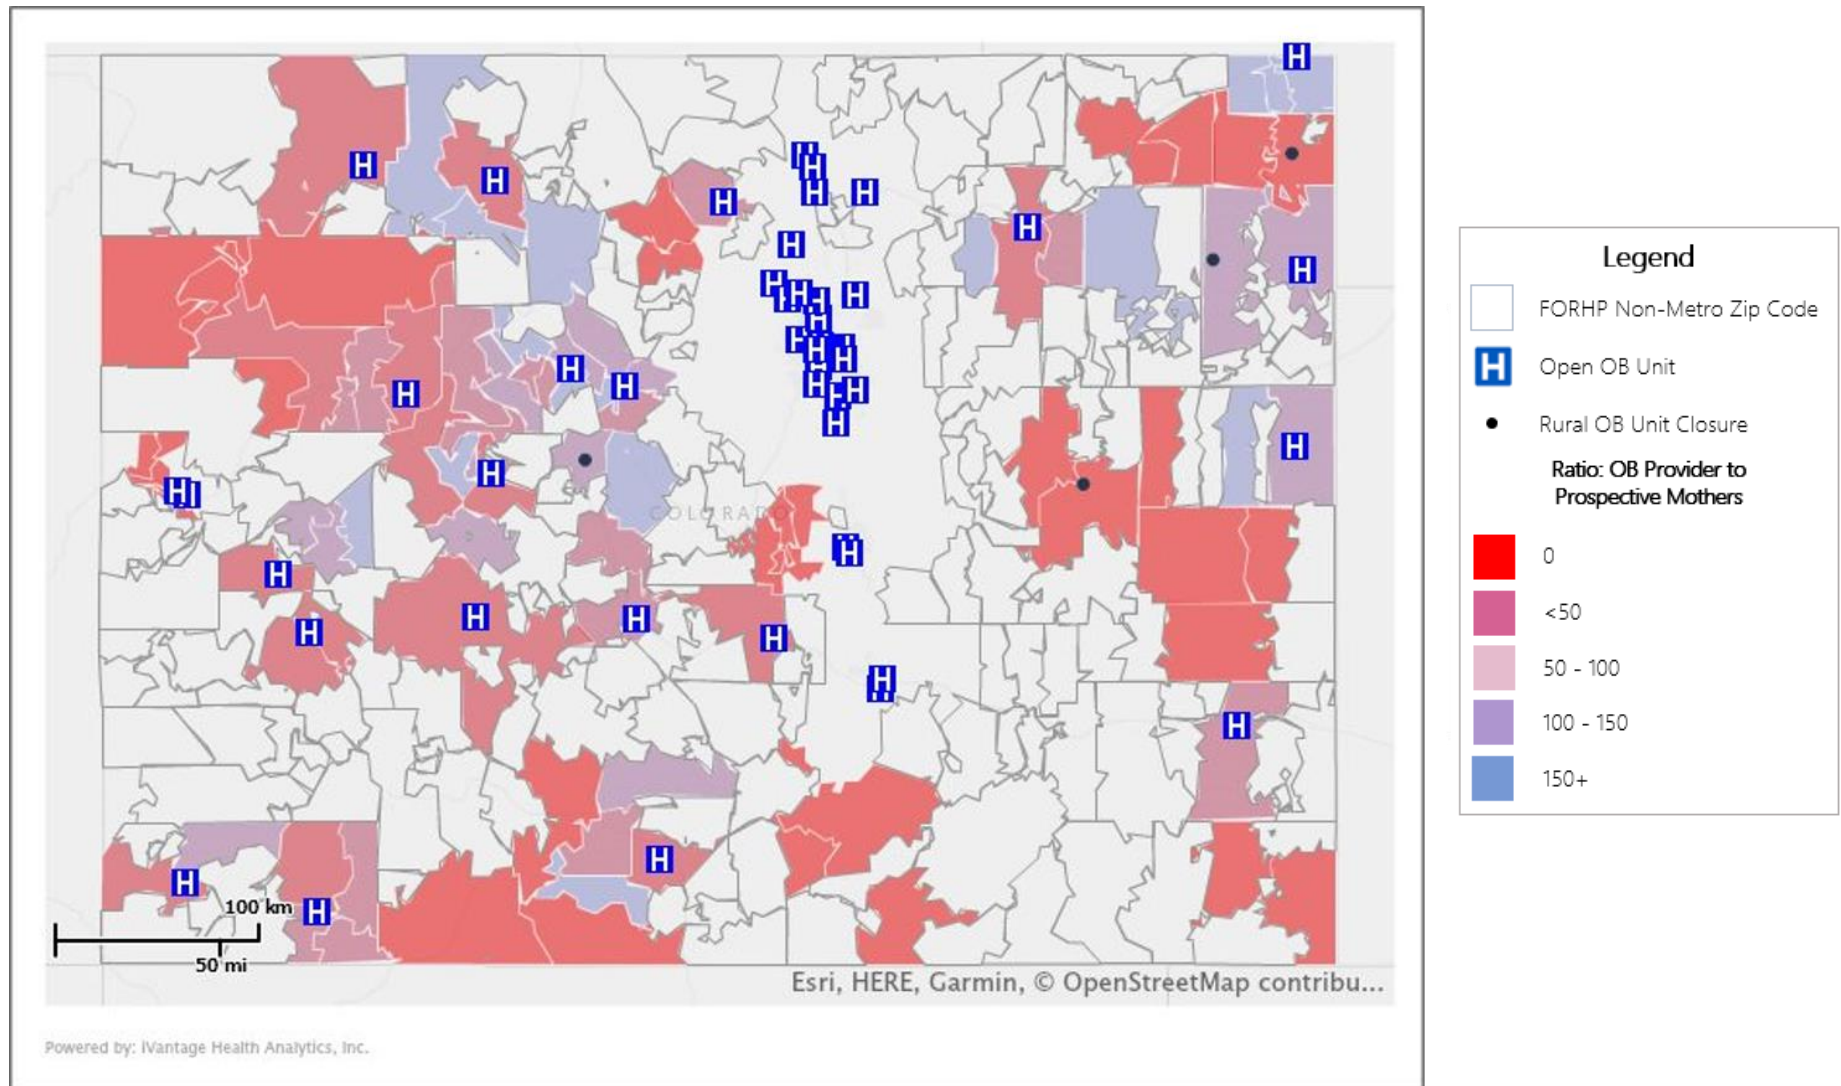 COLORADO
100 km
50 mi
Esri, HERE, Garmin, © OpenStreetMap contribu...
Powered by: iVantage Health Analytics, Inc.
Legend
FORHP Non-Metro Zip Code
H Open OB Unit
Rural OB Unit Closure
Ratio: OB Provider to
Prospective Mothers
0
<50
50 - 100
100 - 150
150+